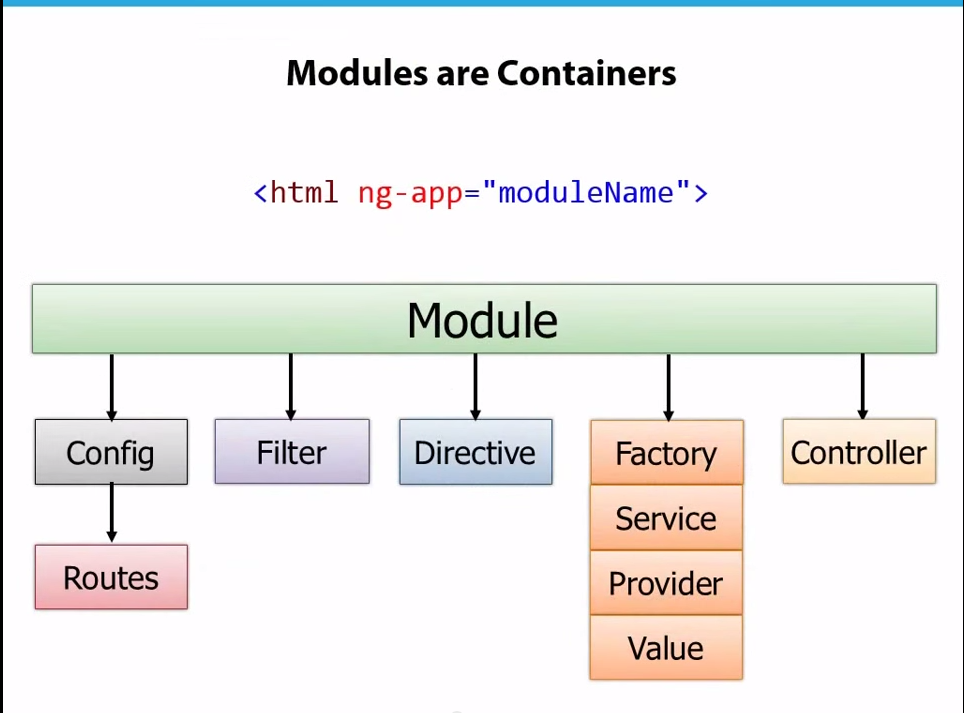 Modules are Containers
<html ng-app="moduleName">
Module
Config
Filter
Directive
Factory
Controller
Service
Routes
Provider
Value